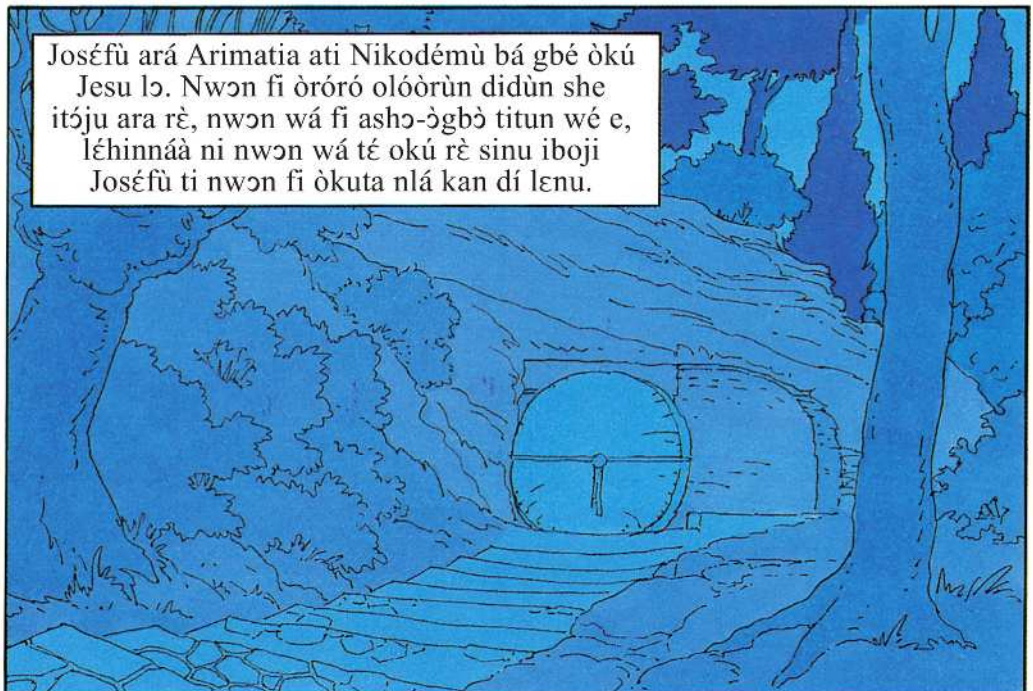 Josɛ́fù ará Arimatia ati Nikodémù bá gbé òkú
Jesu lɔ. Nwɔn fi òróró olóòrùn didùn she
itɔ́ju ara rɛ̀, nwɔn wá fi ashɔ-ɔ̀gbɔ̀ titun wé e,
lɛ́hinnáà ni nwɔn wá tɛ́ okú rɛ̀ sinu iboji
Josɛ́fù ti nwɔn fi òkuta nlá kan dí lɛnu.